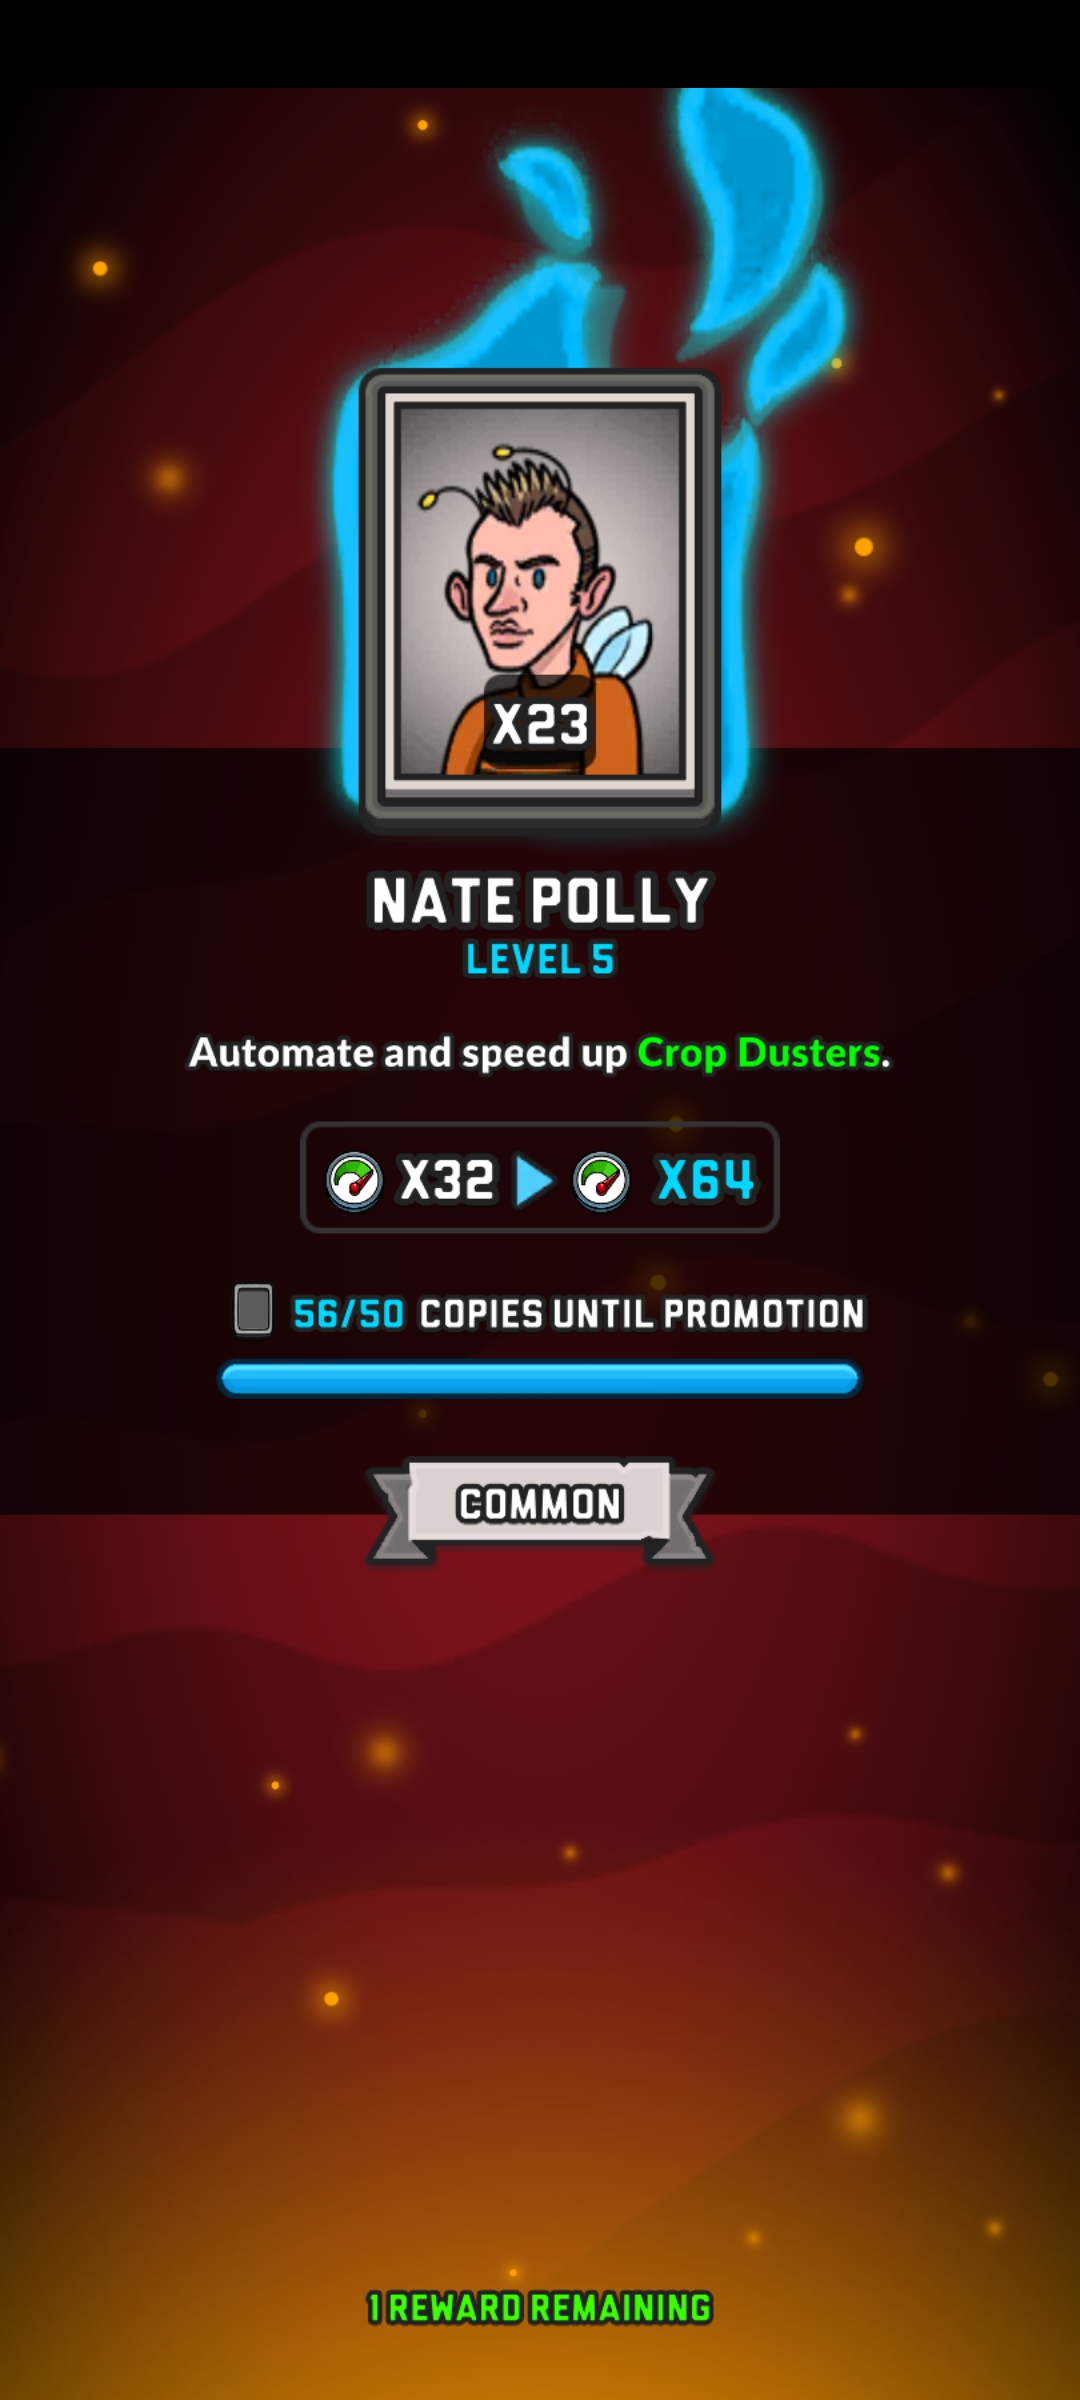 X23
NATE POLLY
LEVEL 5
Automate and speed up Crop Dusters.
X32 X64
56/50 COPIES UNTIL PROMOTION
COMMON
1 REWARD REMAINING